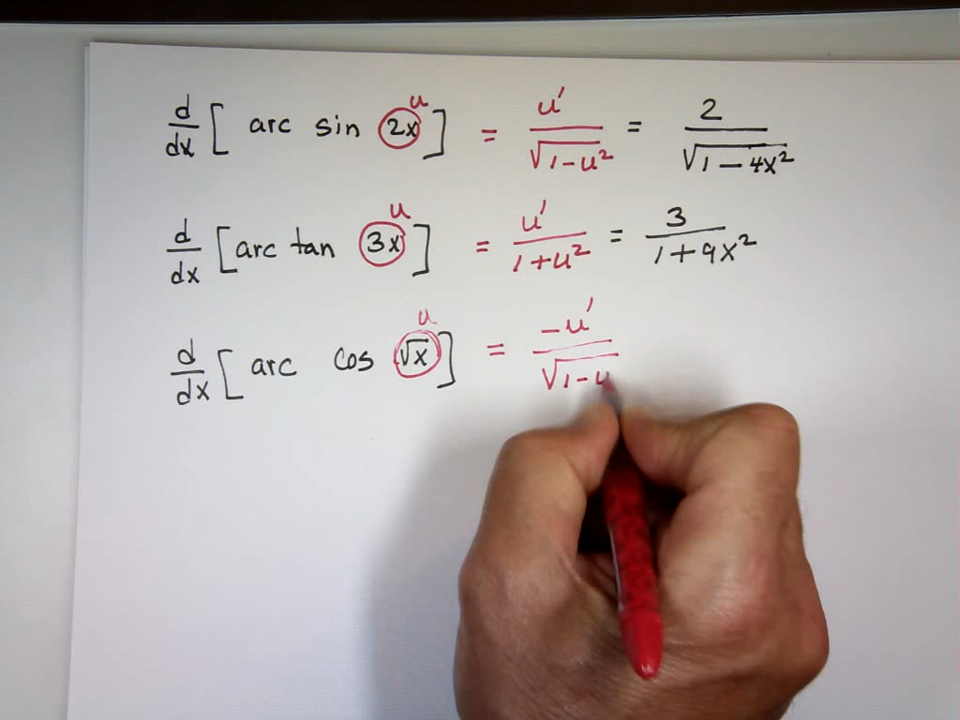 d/dx [ arc sin 2x ] u = u'/√(1-u²) = 2/√(1-4x²)
d/dx [ arc tan 3x ] u = u'/(1+u²) = 3/(1+9x²)
d/dx [ arc cos √x ] u = -u'/√(1-u